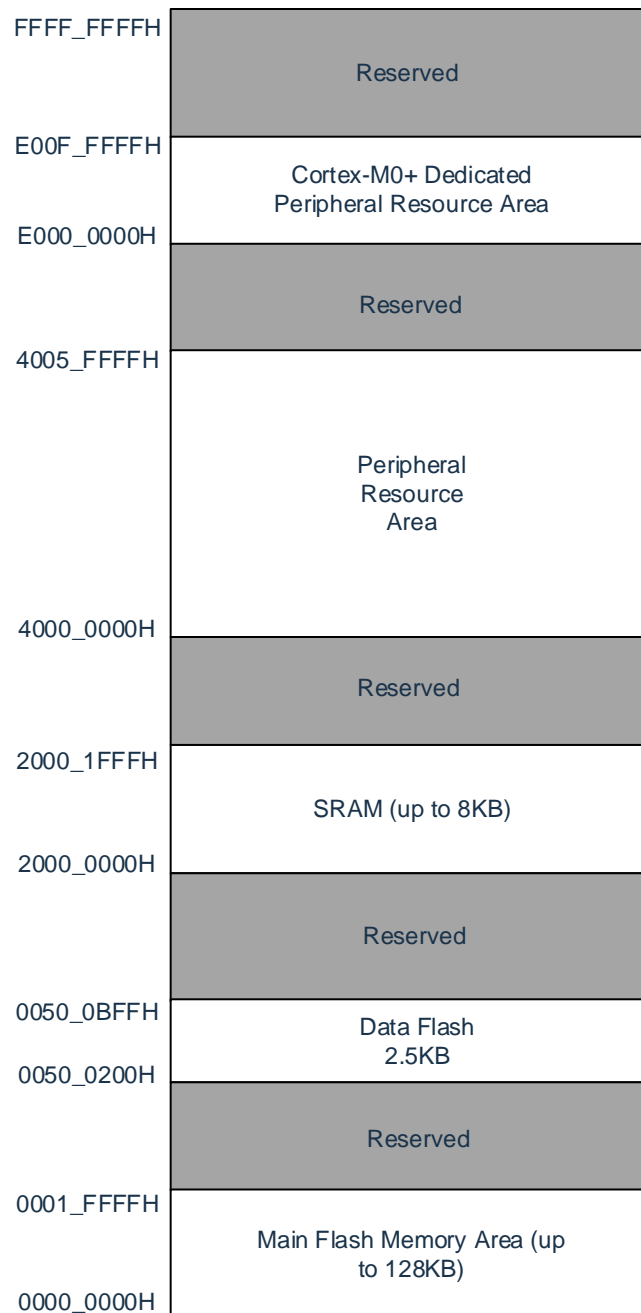 FFFF_FFFFH
Reserved
E00F_FFFFH
Cortex-M0+ Dedicated
Peripheral Resource Area
E000_0000H
Reserved
4005_FFFFH
Peripheral
Resource
Area
4000_0000H
Reserved
2000_1FFFH
SRAM (up to 8KB)
2000_0000H
Reserved
0050_0BFFH
Data Flash
2.5KB
0050_0200H
Reserved
0001_FFFFH
Main Flash Memory Area (up
to 128KB)
0000_0000H